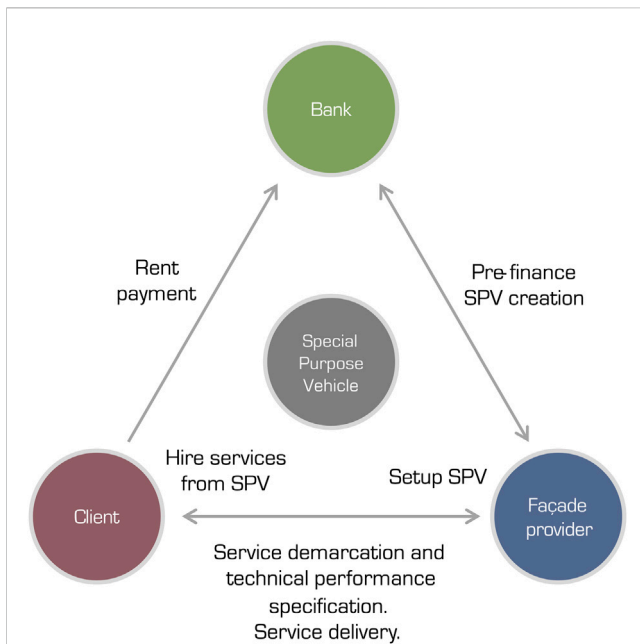 Bank
Rent
payment
Pre-finance
SPV creation
Special
Purpose
Vehicle
Hire services
from SPV
Setup SPV
Client
Façade
provider
Service demarcation and
technical performance
specification.
Service delivery.